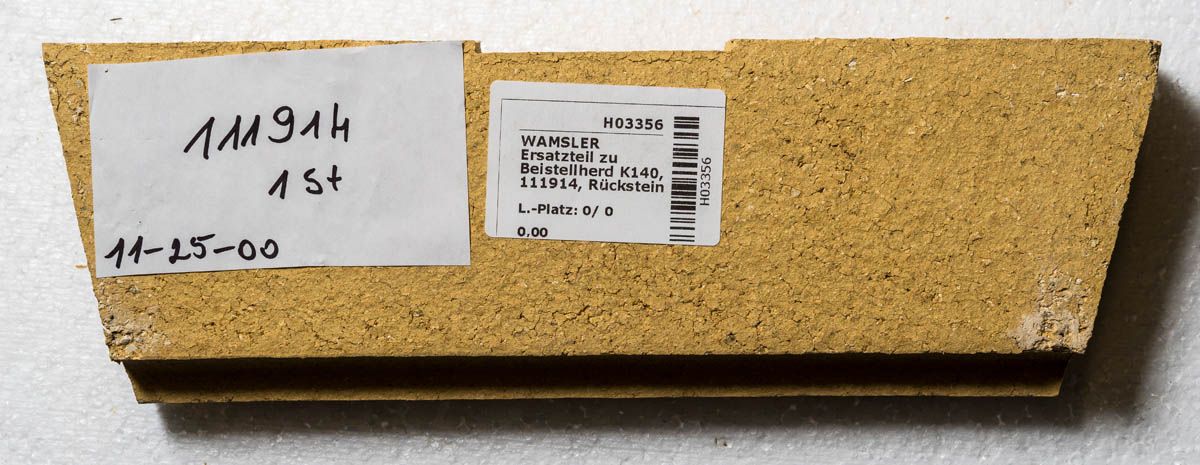 111914
1 St
11-25-00
H03356
WAMSLER
Ersatzteil zu
Beistellherd K140,
111914, Rückstein
L.-Platz: 0/ 0
0,00
H03356